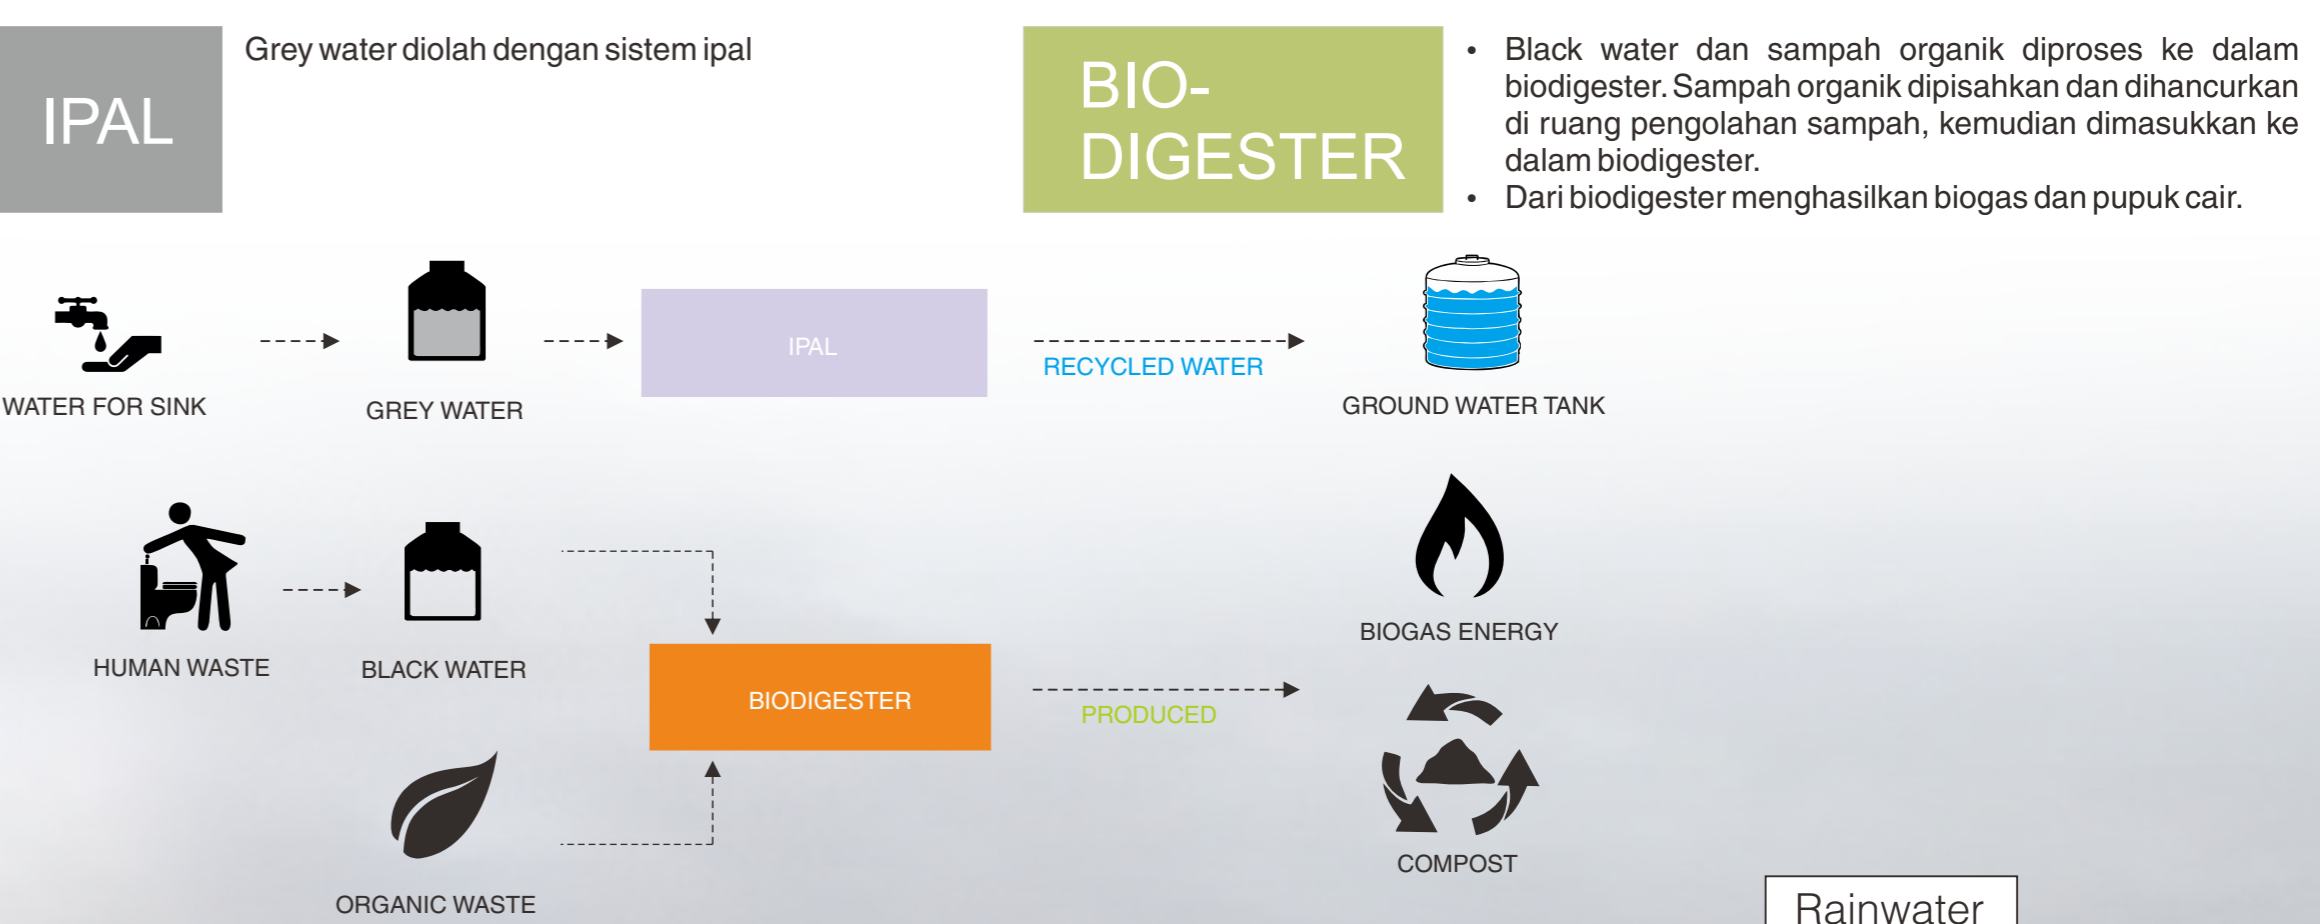 IPAL
Grey water diolah dengan sistem ipal
BIO-
DIGESTER
• Black water dan sampah organik diproses ke dalam
biodigester. Sampah organik dipisahkan dan dihancurkan
di ruang pengolahan sampah, kemudian dimasukkan ke
dalam biodigester.
• Dari biodigester menghasilkan biogas dan pupuk cair.
IPAL
RECYCLED WATER
WATER FOR SINK
GREY WATER
GROUND WATER TANK
BIOGAS ENERGY
HUMAN WASTE
BLACK WATER
BIODIGESTER
PRODUCED
COMPOST
ORGANIC WASTE
Rainwater